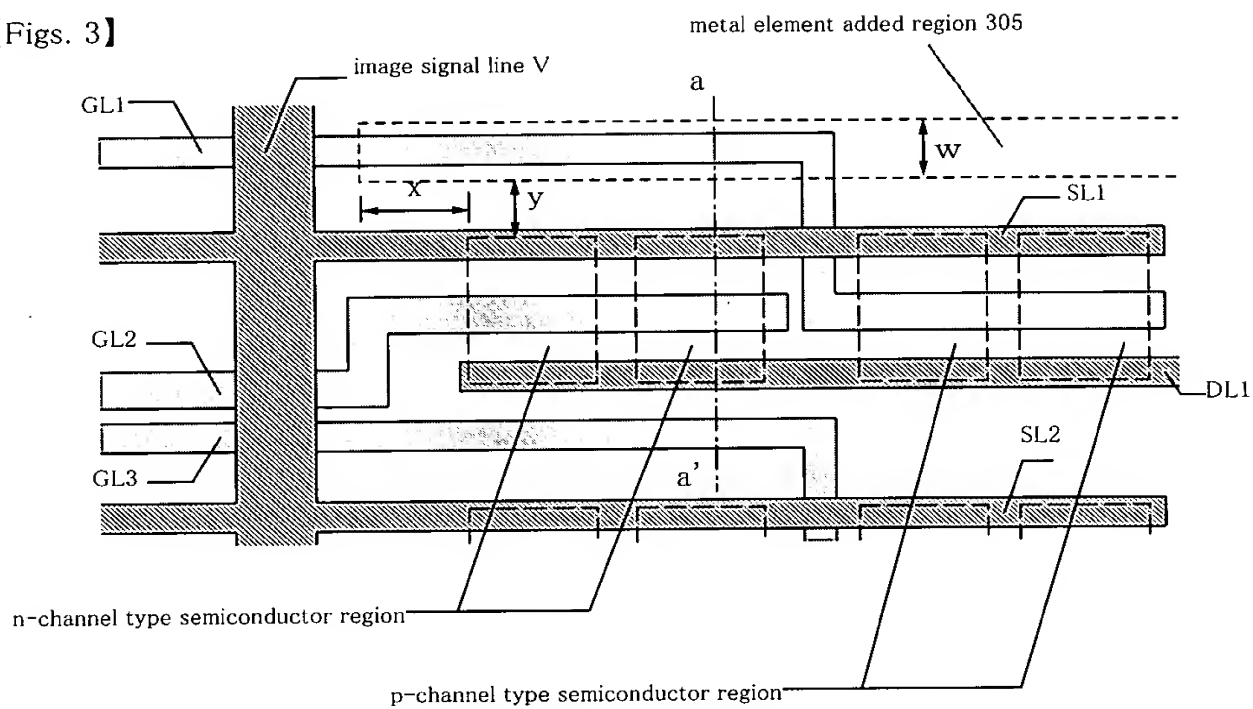 Figs. 3】
metal element added region 305
image signal line V
a
GL1
w
x
y
SL1
GL2
DL1
GL3
a'
SL2
n-channel type semiconductor region
p-channel type semiconductor region